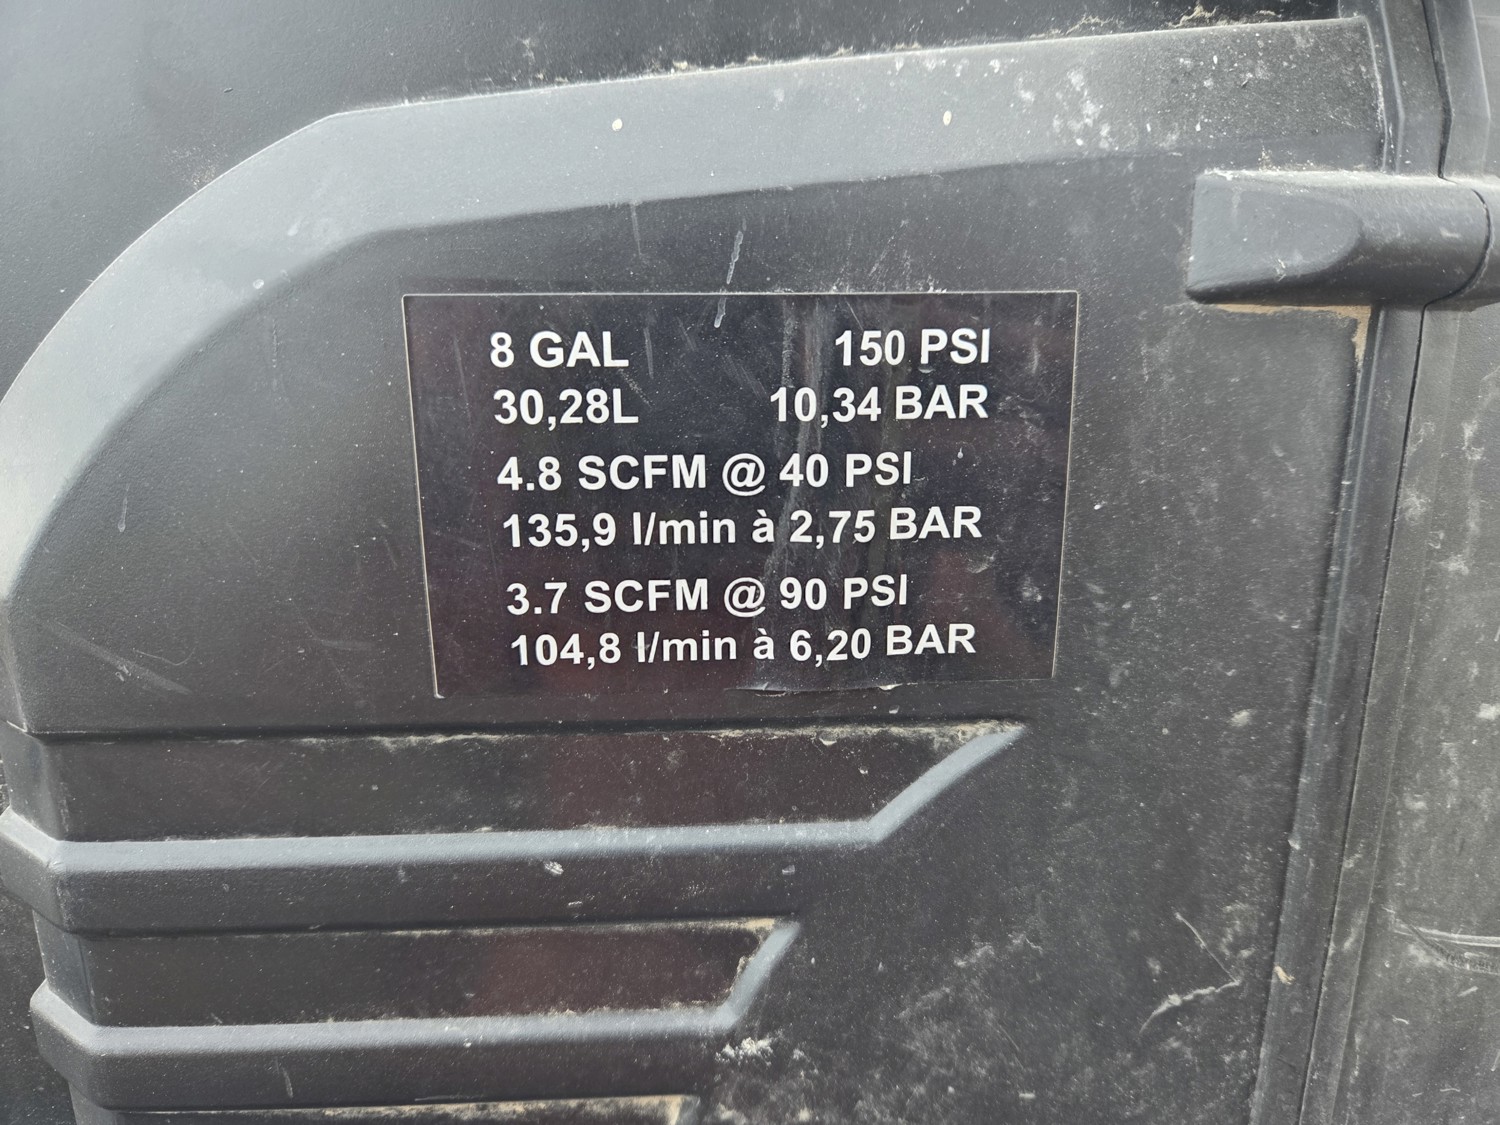 8 GAL 150 PSI
30,28L 10,34 BAR
4.8 SCFM @ 40 PSI
135,9 l/min à 2,75 BAR
3.7 SCFM @ 90 PSI
104,8 l/min à 6,20 BAR